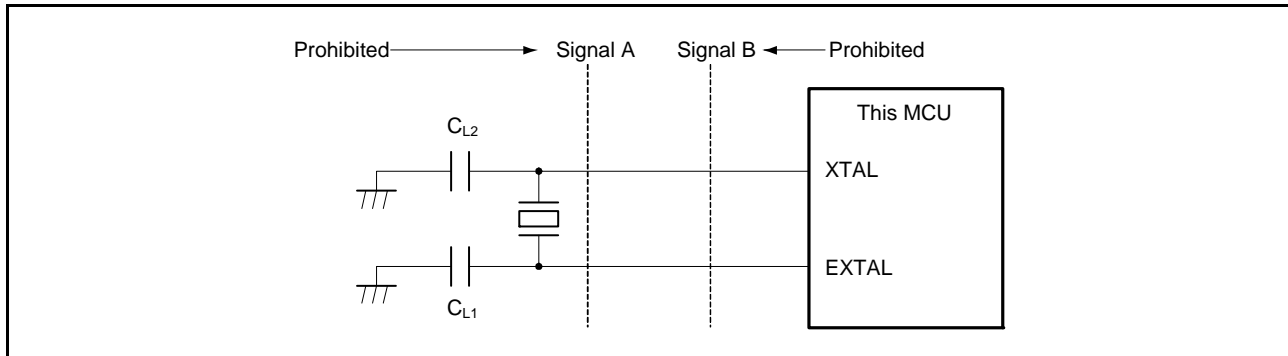 Prohibited Signal A Signal B Prohibited
This MCU
CL2
XTAL
EXTAL
CL1